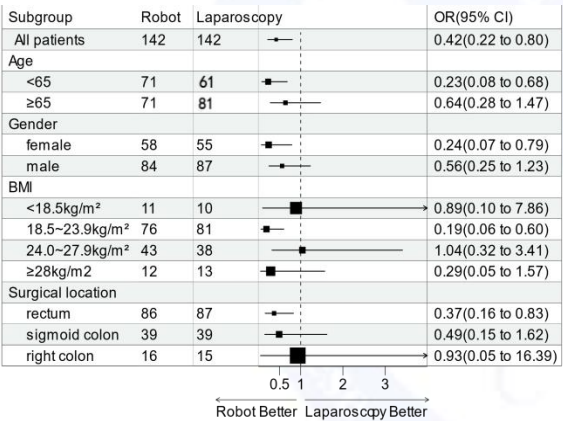 Subgroup Robot Laparoscopy OR(95% CI)
All patients 142 142 0.42(0.22 to 0.80)
Age
<65 71 61 0.23(0.08 to 0.68)
≥65 71 81 0.64(0.28 to 1.47)
Gender
female 58 55 0.24(0.07 to 0.79)
male 84 87 0.56(0.25 to 1.23)
BMI
<18.5kg/m² 11 10 0.89(0.10 to 7.86)
18.5~23.9kg/m² 76 81 0.19(0.06 to 0.60)
24.0~27.9kg/m² 43 38 1.04(0.32 to 3.41)
≥28kg/m2 12 13 0.29(0.05 to 1.57)
Surgical location
rectum 86 87 0.37(0.16 to 0.83)
sigmoid colon 39 39 0.49(0.15 to 1.62)
right colon 16 15 0.93(0.05 to 16.39)
0.5 1 2 3
Robot Better Laparoscopy Better